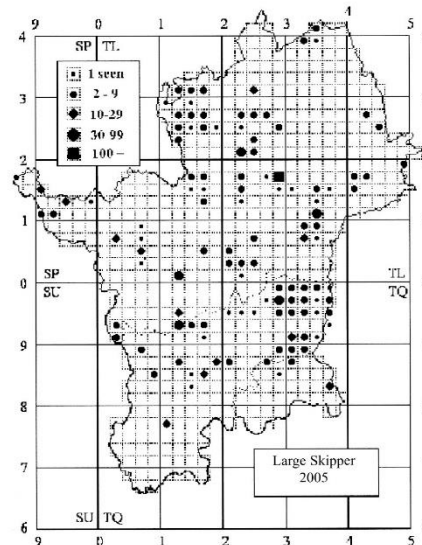 9 0 1 2 3 4 5
4
SP TL
1 seen
2 - 9
10-29
30 99
100 –
3
2
1
SP 0 TL
SU TQ
9
8
Large Skipper
2005
7
SU TQ
6
9 0 1 2 3 4 5